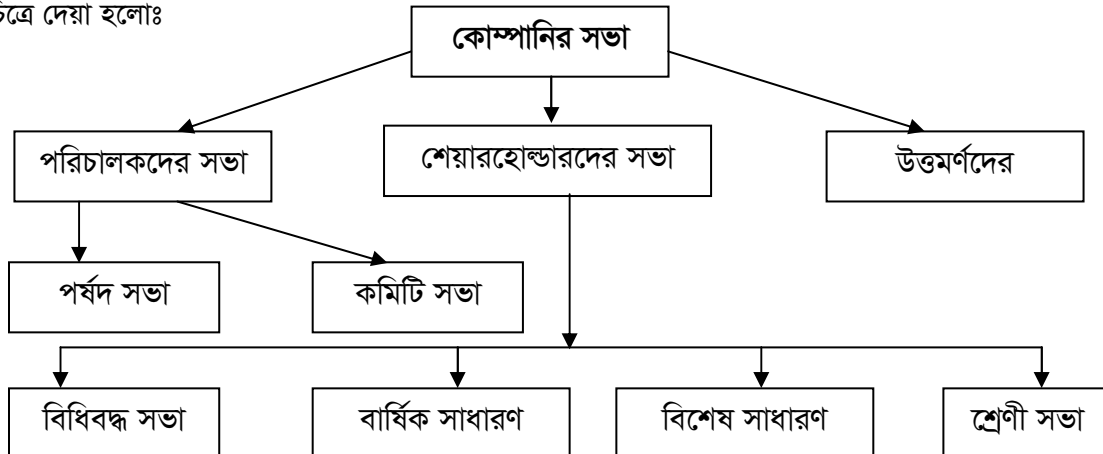 চিত্রে দেয়া হলোঃ
কোম্পানির সভা
পরিচালকদের সভা
শেয়ারহোল্ডারদের সভা
উত্তমর্ণদের
পর্ষদ সভা
কমিটি সভা
বিধিবদ্ধ সভা
বার্ষিক সাধারণ
বিশেষ সাধারণ
শ্রেণী সভা